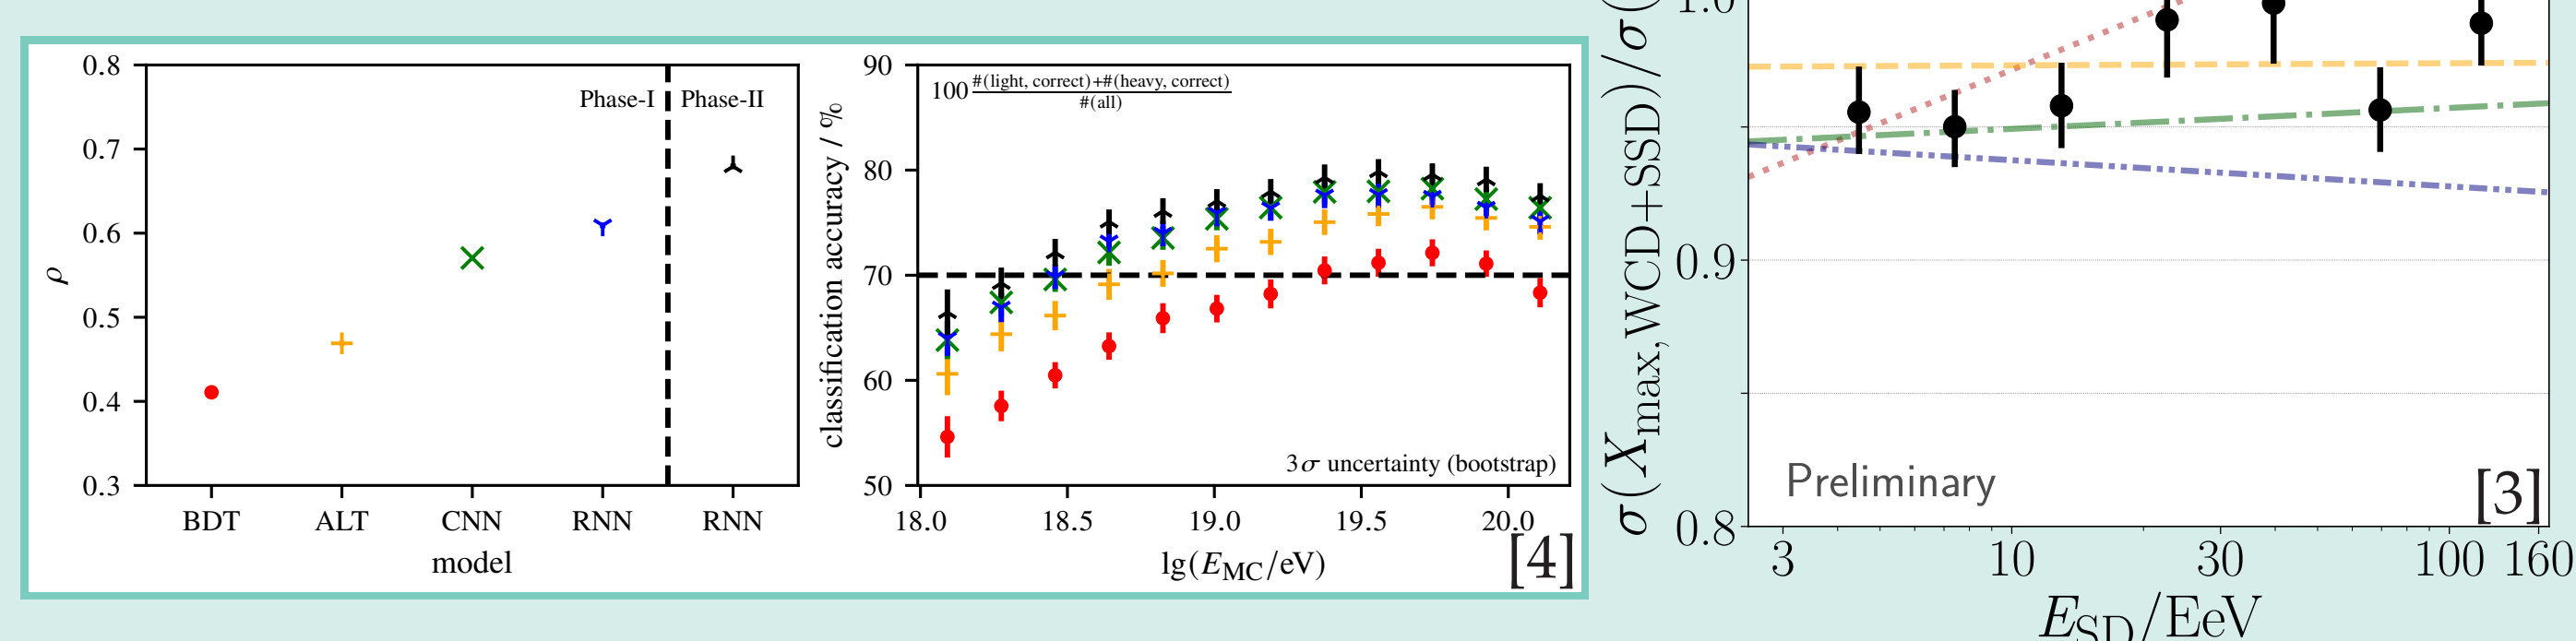 0.8
0.7
0.6
0.5
0.4
0.3
ρ
Phase-I
Phase-II
BDT
ALT
CNN
RNN
RNN
model
90
80
70
60
50
classification accuracy / %
100 #(light, correct)+#(heavy, correct) / #(all)
3σ uncertainty (bootstrap)
18.0
18.5
19.0
19.5
20.0
lg(E_MC/eV)
[4]
σ(X_max,WCD+SSD)/σ(
1.0
0.9
0.8
Preliminary
[3]
3
10
30
100
160
E_SD/EeV